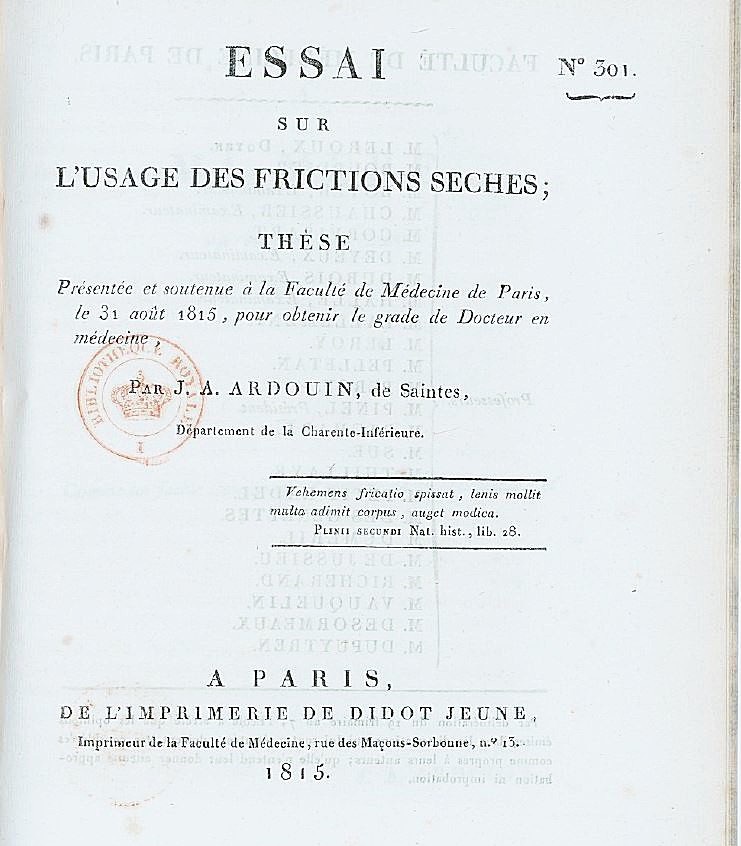 ESSAI
N° 301.
SUR
L'USAGE DES FRICTIONS SECHES;
THÈSE
Présentée et soutenue à la Faculté de Médecine de Paris,
le 31 août 1815, pour obtenir le grade de Docteur en
médecine,
PAR J. A. ARDOUIN, de Saintes,
Département de la Charente-Inférieure.
BIBLIOTHEQUE ROYALE
I
Vehemens fricatio spissat, lenis mollit
multa adimit corpus, auget modica.
PLINII SECUNDI Nat. hist., lib. 28.
A PARIS,
DE L'IMPRIMERIE DE DIDOT JEUNE,
Imprimeur de la Faculté de Médecine, rue des Maçons-Sorbonne, n.° 13.
1815.